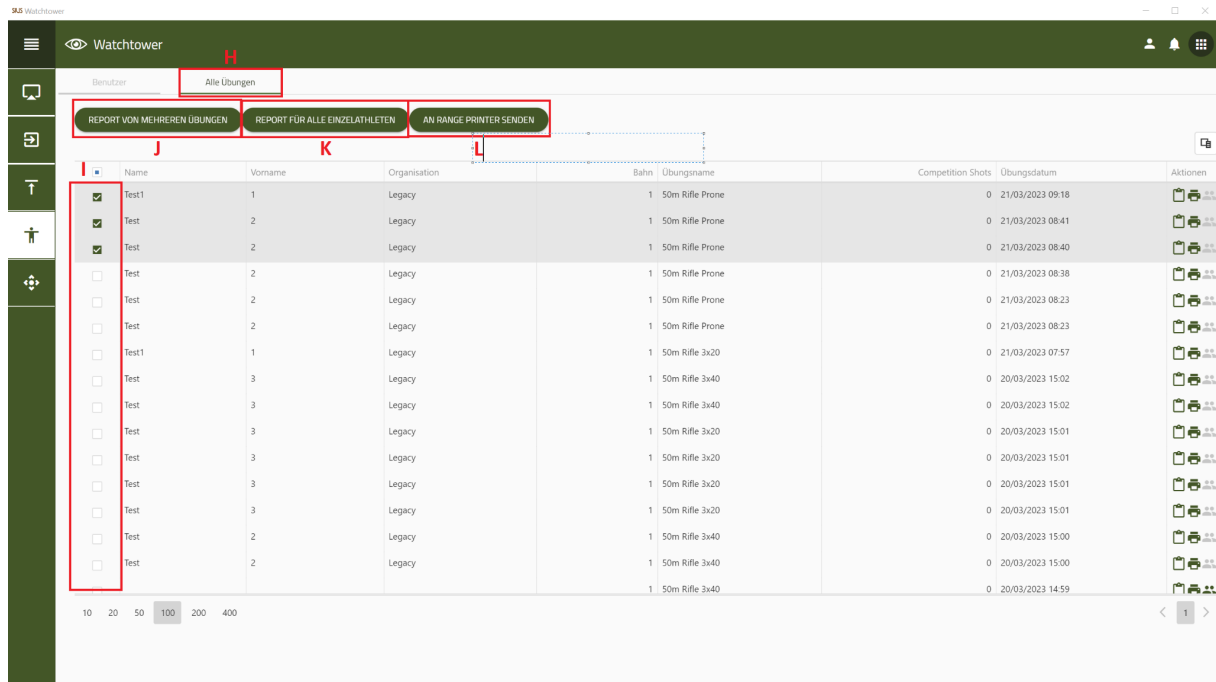 SIUS Watchtower
Watchtower
H
Benutzer Alle Übungen
REPORT VON MEHREREN ÜBUNGEN REPORT FÜR ALLE EINZELATHLETEN AN RANGE PRINTER SENDEN
J K L
I Name Vorname Organisation Bahn Übungsname Competition Shots Übungsdatum Aktionen
Test1 1 Legacy 1 50m Rifle Prone 0 21/03/2023 09:18
Test 2 Legacy 1 50m Rifle Prone 0 21/03/2023 08:41
Test 2 Legacy 1 50m Rifle Prone 0 21/03/2023 08:40
Test 2 Legacy 1 50m Rifle Prone 0 21/03/2023 08:38
Test 2 Legacy 1 50m Rifle Prone 0 21/03/2023 08:23
Test 2 Legacy 1 50m Rifle Prone 0 21/03/2023 08:23
Test1 1 Legacy 1 50m Rifle 3x20 0 21/03/2023 07:57
Test 3 Legacy 1 50m Rifle 3x40 0 20/03/2023 15:02
Test 3 Legacy 1 50m Rifle 3x40 0 20/03/2023 15:02
Test 3 Legacy 1 50m Rifle 3x20 0 20/03/2023 15:01
Test 3 Legacy 1 50m Rifle 3x20 0 20/03/2023 15:01
Test 3 Legacy 1 50m Rifle 3x20 0 20/03/2023 15:01
Test 3 Legacy 1 50m Rifle 3x20 0 20/03/2023 15:01
Test 2 Legacy 1 50m Rifle 3x40 0 20/03/2023 15:00
Test 2 Legacy 1 50m Rifle 3x40 0 20/03/2023 15:00
1 50m Rifle 3x40 0 20/03/2023 14:59
10 20 50 100 200 400 1